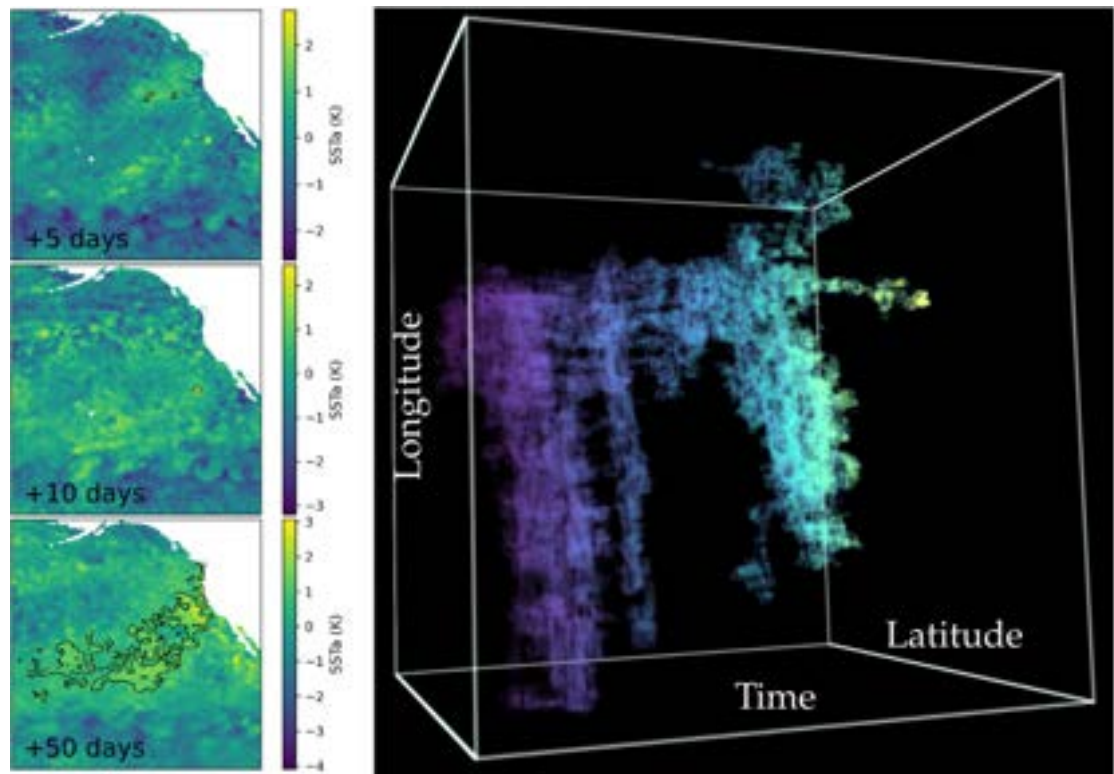 2
1
0
−1
−2
SSTa (K)
+5 days
2
1
0
−1
−2
−3
SSTa (K)
+10 days
3
2
1
0
−1
−2
−3
−4
SSTa (K)
+50 days
Longitude
Latitude
Time